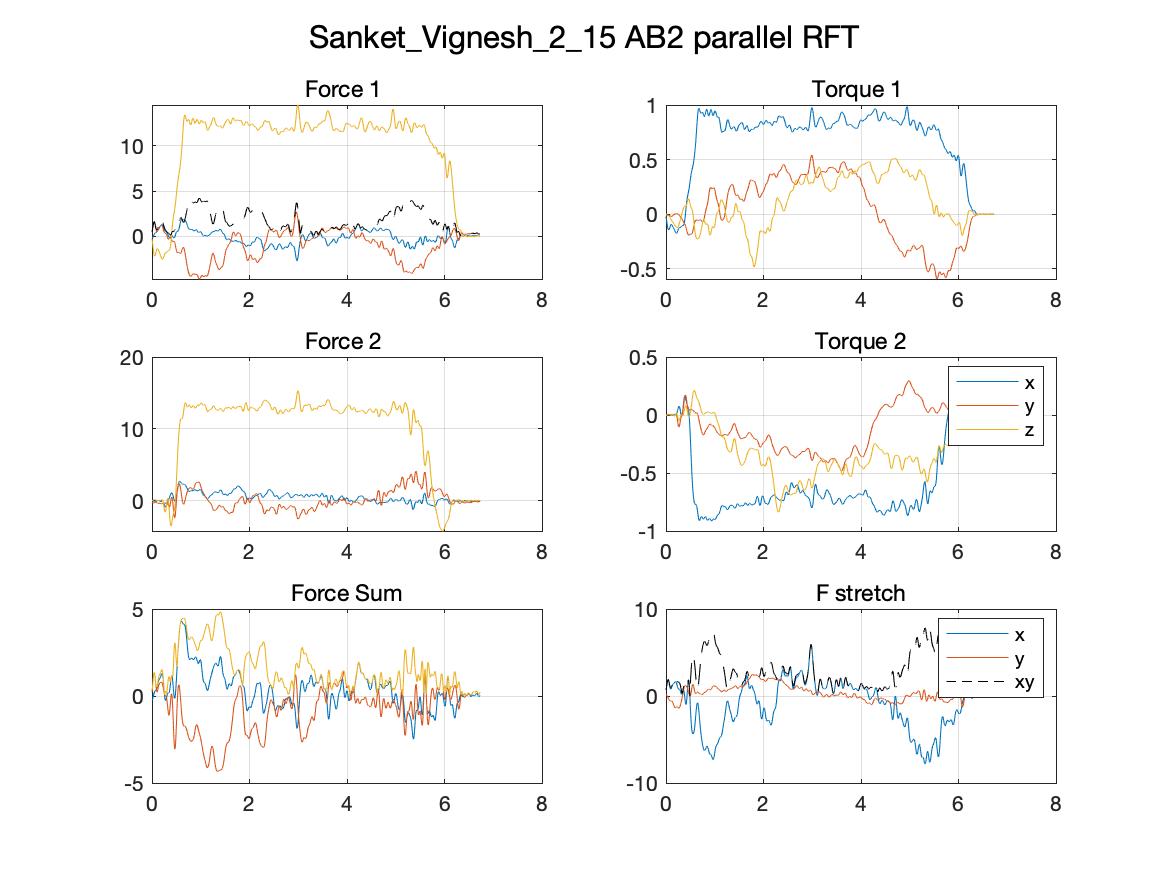 Sanket_Vignesh_2_15 AB2 parallel RFT
Force 1
10
5
0
0 2 4 6 8
Torque 1
1
0.5
0
-0.5
0 2 4 6 8
Force 2
20
10
0
0 2 4 6 8
Torque 2
0.5
0
-0.5
-1
0 2 4 6 8
x
y
z
Force Sum
5
0
-5
0 2 4 6 8
F stretch
10
0
-10
0 2 4 6 8
x
y
xy